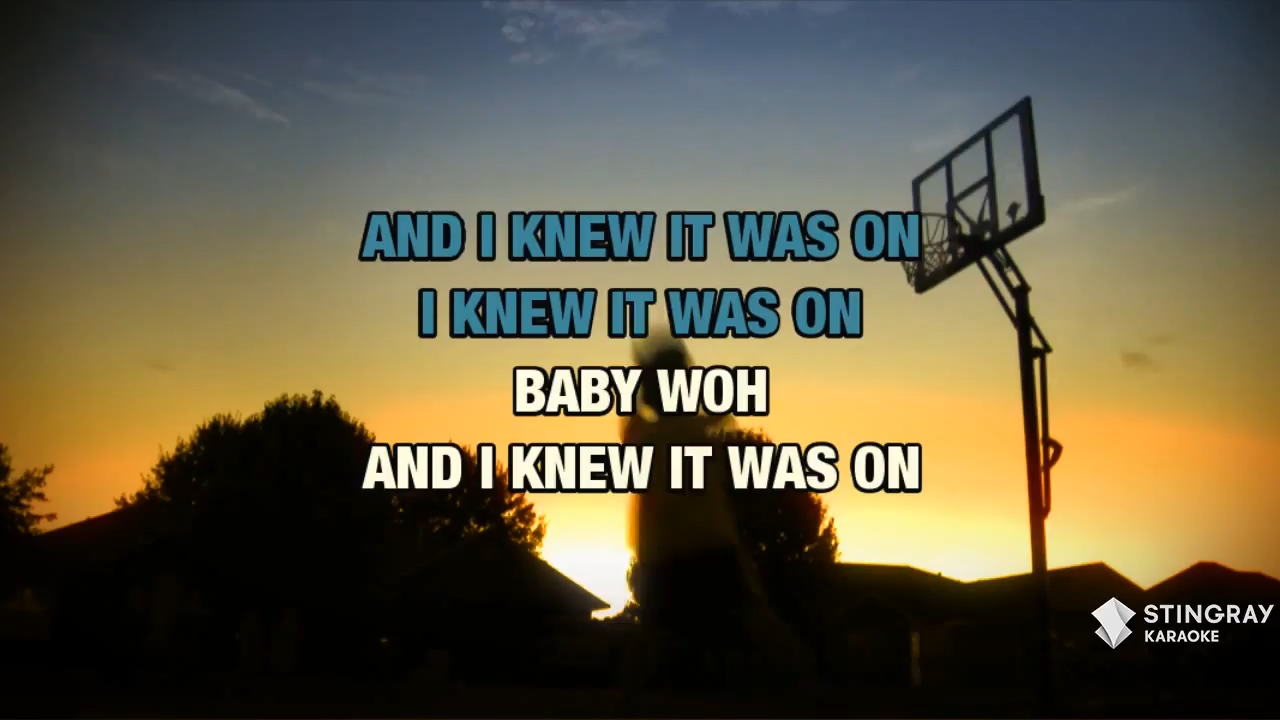 AND I KNEW IT WAS ON
I KNEW IT WAS ON
BABY WOH
AND I KNEW IT WAS ON
STINGRAY
KARAOKE